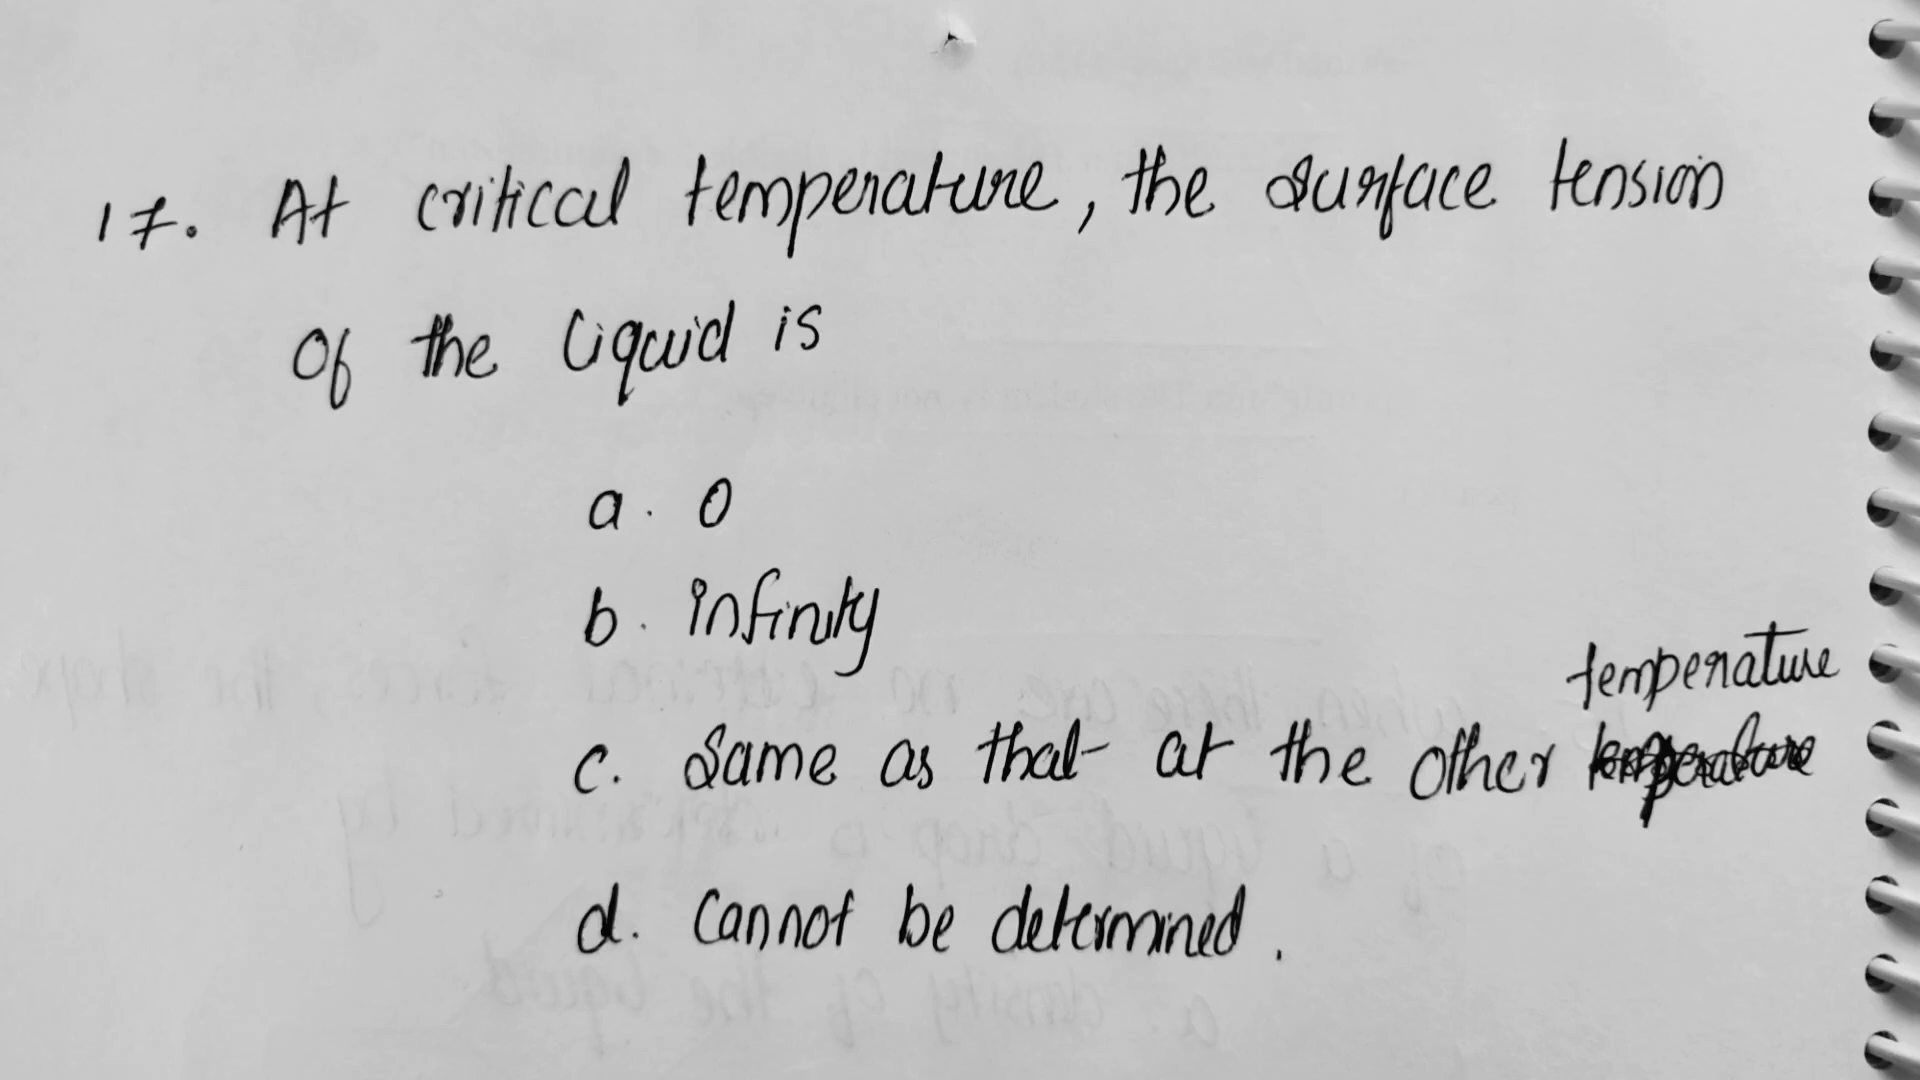 17. At critical temperature, the surface tension
of the liquid is
a. 0
b. infinity
temperature
c. Same as that at the other temperature
d. Cannot be determined.